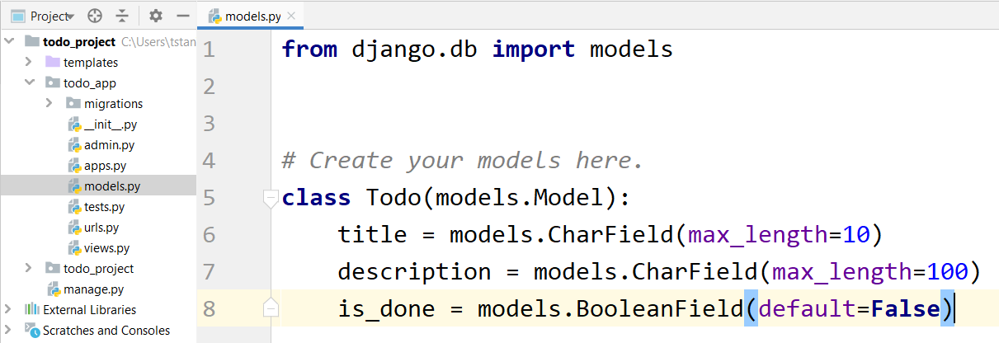 Project
todo_project C:\Users\tstan
templates
todo_app
migrations
__init__.py
admin.py
apps.py
models.py
tests.py
urls.py
views.py
todo_project
manage.py
External Libraries
Scratches and Consoles
models.py
1 from django.db import models
2
3
4 # Create your models here.
5 class Todo(models.Model):
6     title = models.CharField(max_length=10)
7     description = models.CharField(max_length=100)
8     is_done = models.BooleanField(default=False)